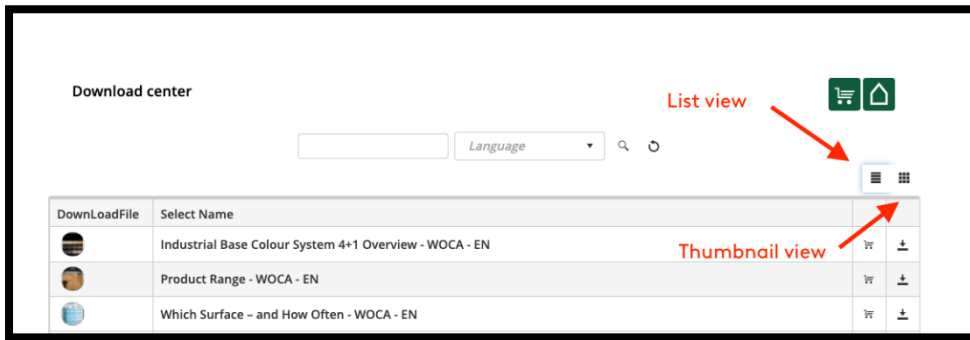 Download center
List view
Language
DownLoadFile Select Name
Industrial Base Colour System 4+1 Overview - WOCA - EN
Thumbnail view
Product Range - WOCA - EN
Which Surface – and How Often - WOCA - EN